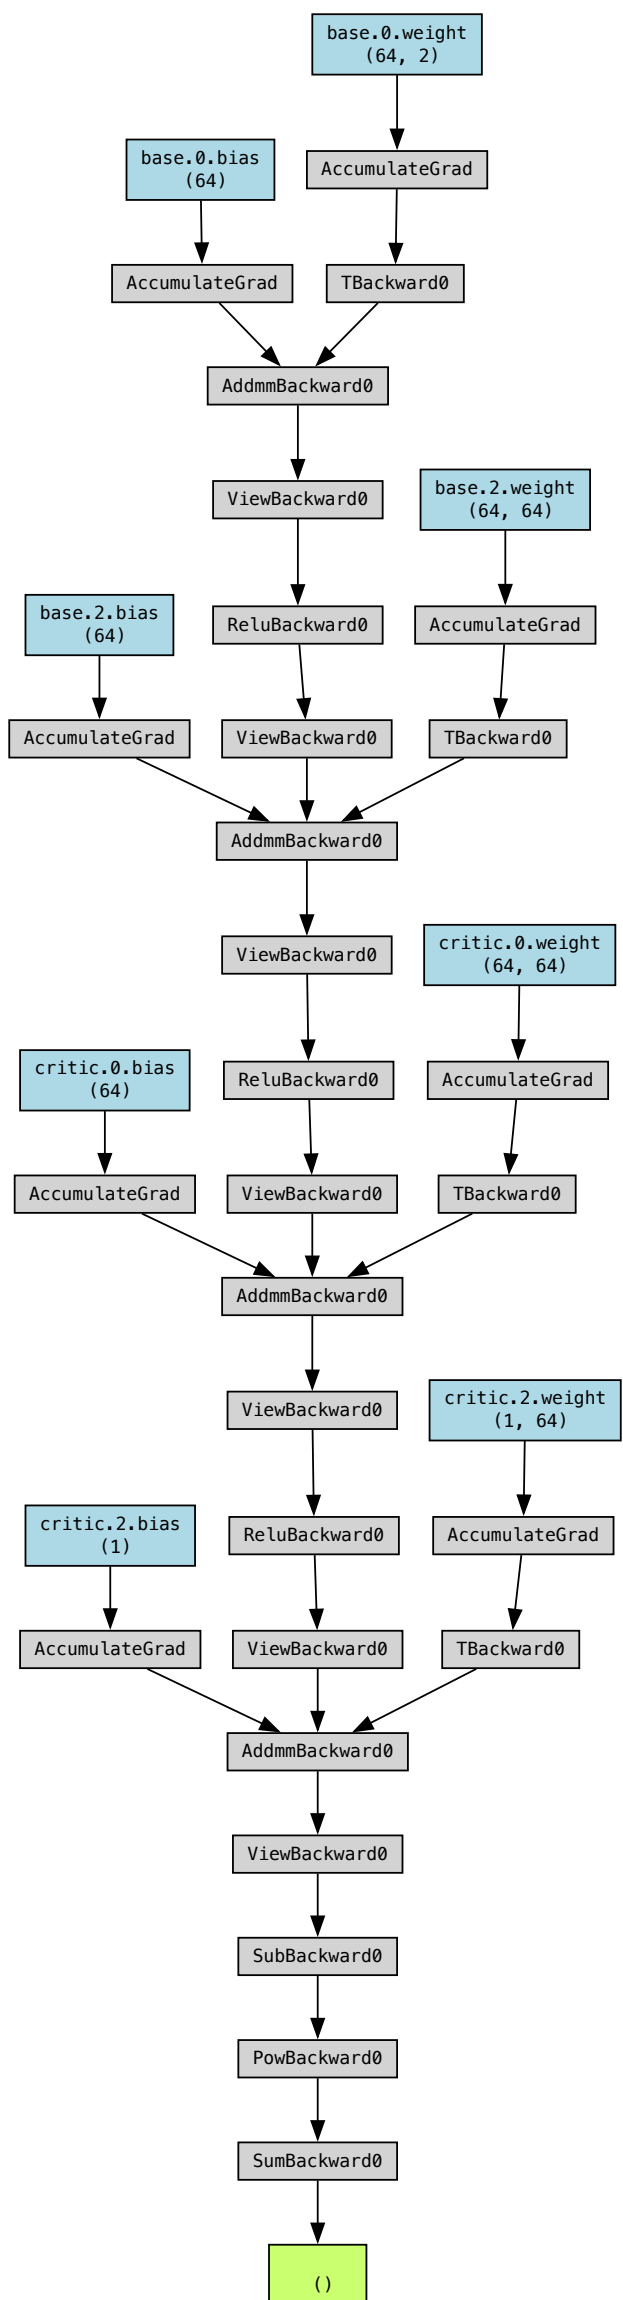 base.0.weight
(64, 2)
base.0.bias
(64)
AccumulateGrad
AccumulateGrad
TBackward0
AddmmBackward0
ViewBackward0
base.2.weight
(64, 64)
base.2.bias
(64)
ReluBackward0
AccumulateGrad
AccumulateGrad
ViewBackward0
TBackward0
AddmmBackward0
ViewBackward0
critic.0.weight
(64, 64)
critic.0.bias
(64)
ReluBackward0
AccumulateGrad
AccumulateGrad
ViewBackward0
TBackward0
AddmmBackward0
ViewBackward0
critic.2.weight
(1, 64)
critic.2.bias
(1)
ReluBackward0
AccumulateGrad
AccumulateGrad
ViewBackward0
TBackward0
AddmmBackward0
ViewBackward0
SubBackward0
PowBackward0
SumBackward0
()